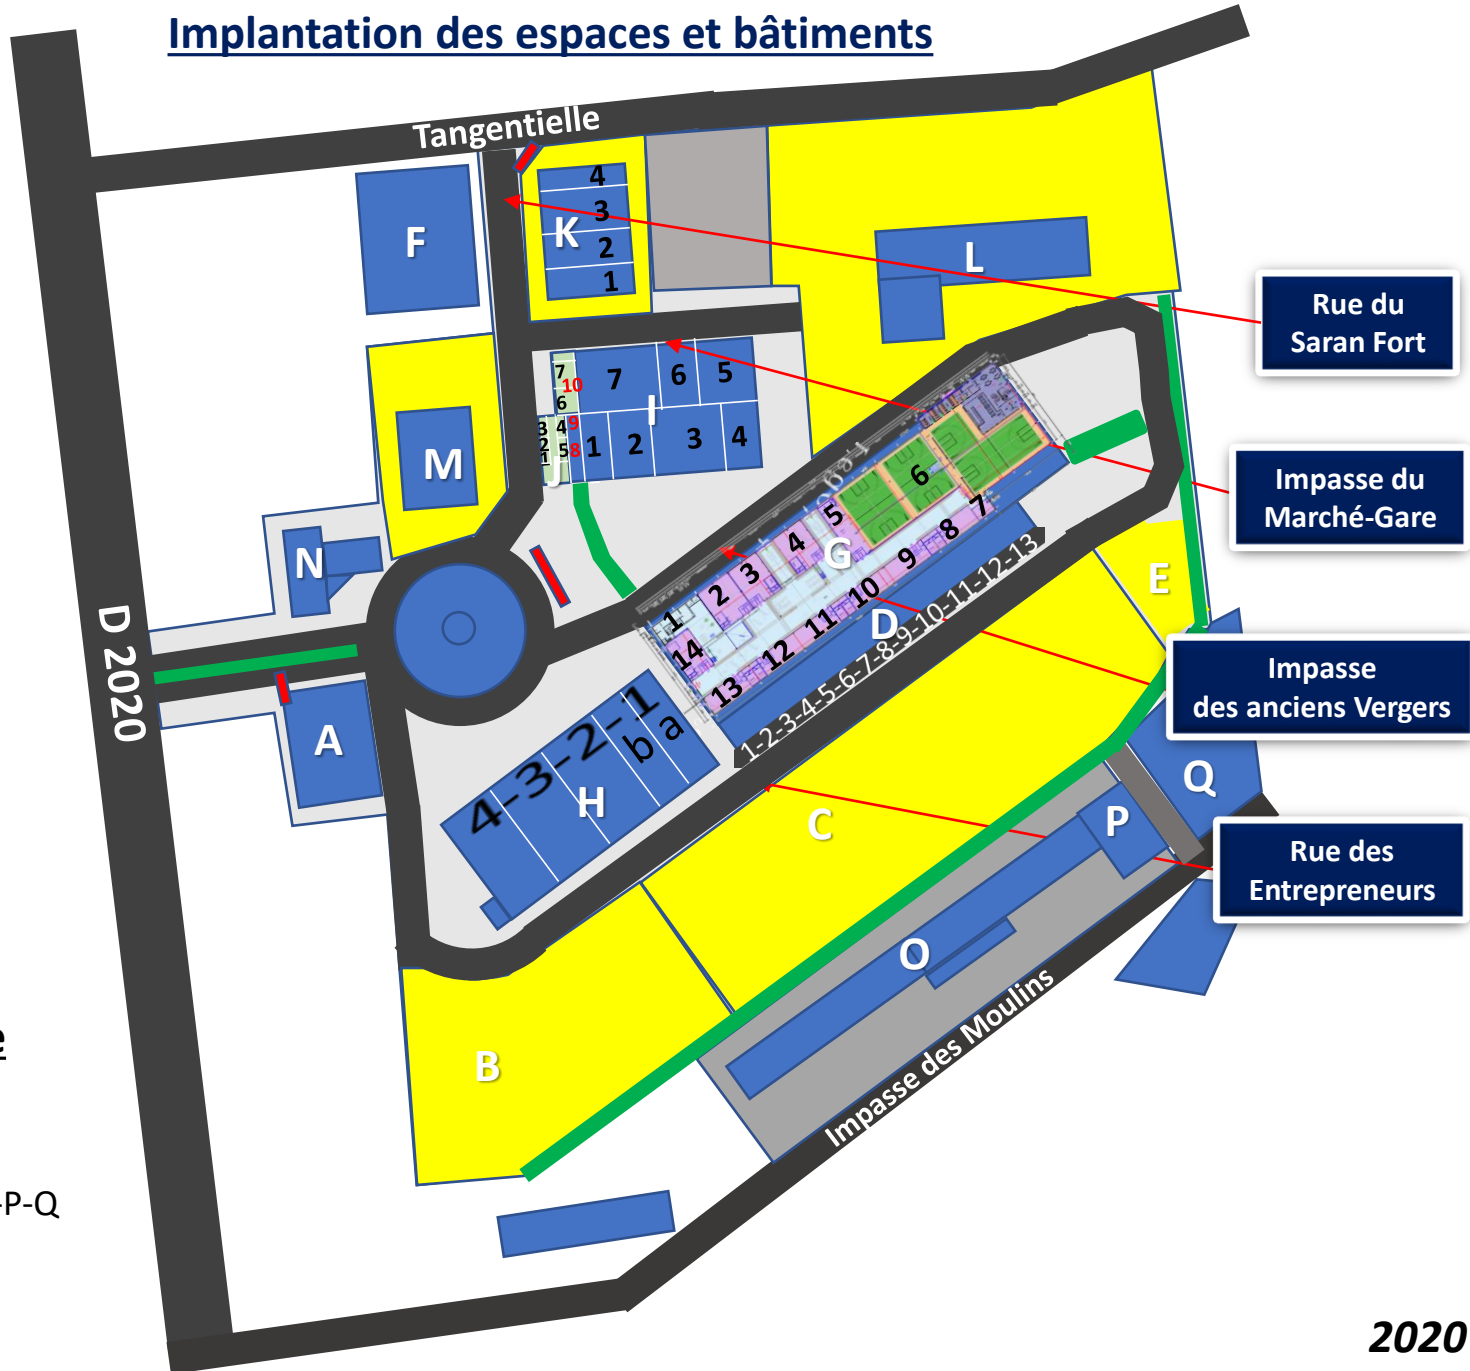 Implantation des espaces et bâtiments
Tangentielle
F
K
4
3
2
1
L
Rue du
Saran Fort
7
6
5
I
1
2
3
4
7
10
6
3
4
9
2
5
8
1
J
M
N
Impasse du
Marché-Gare
D 2020
G
1
2
3
4
5
6
7
8
9
10
11
12
13
14
D
1-2-3-4-5-6-7-8-9-10-11-12-13
E
Impasse
des anciens Vergers
A
4-3-2-1
b
a
H
C
Q
P
Rue des
Entrepreneurs
O
B
Impasse des Moulins
e
-P-Q
2020